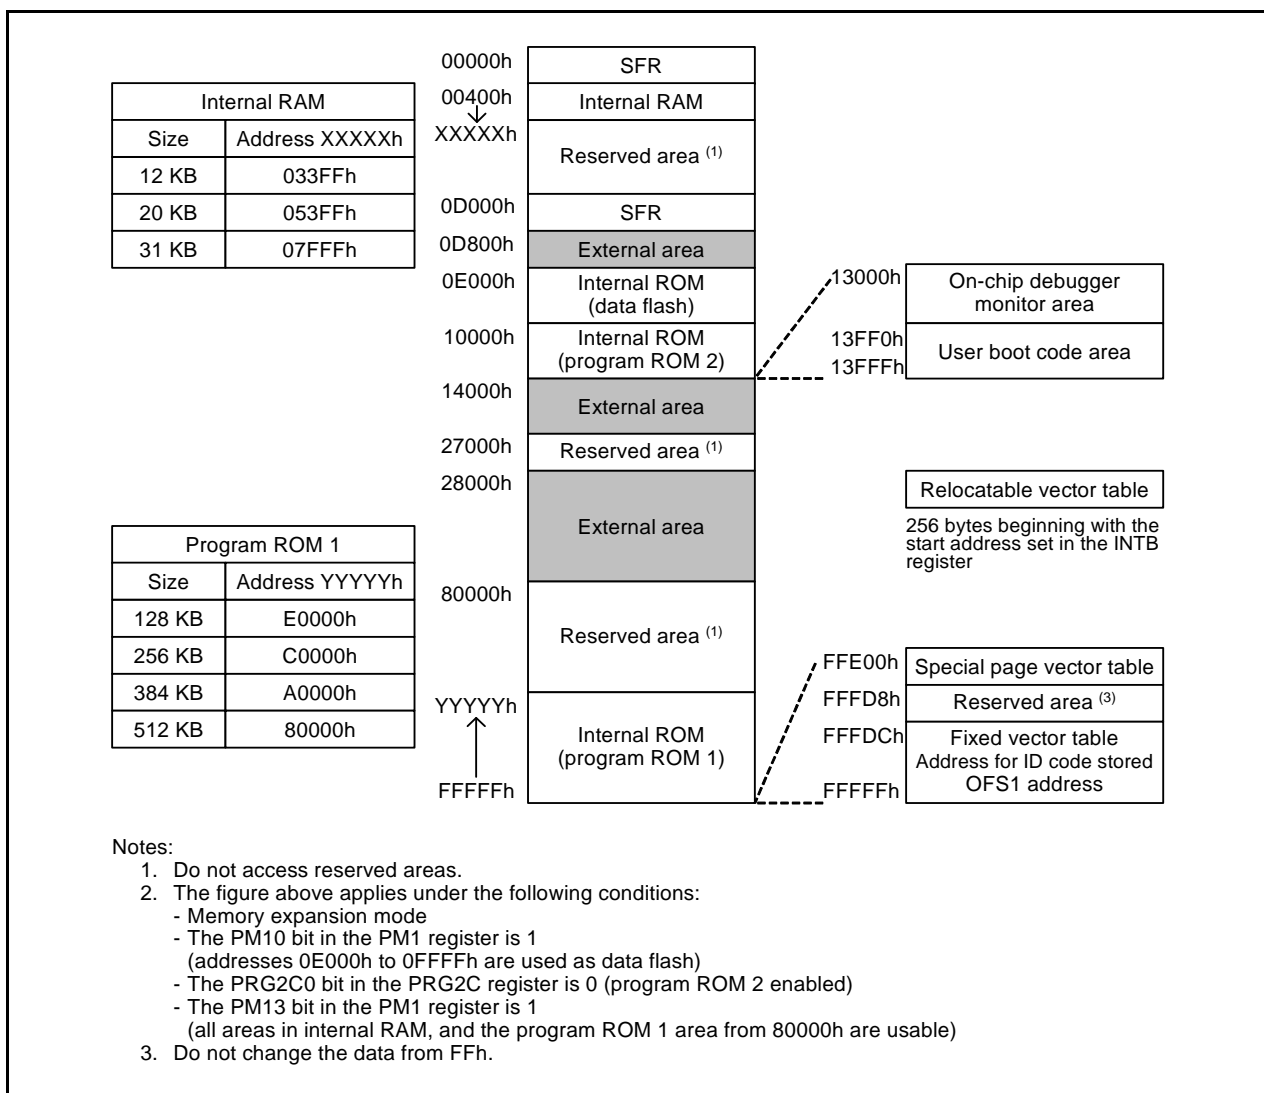 Internal RAM
Size Address XXXXXh
12 KB 033FFh
20 KB 053FFh
31 KB 07FFFh
Program ROM 1
Size Address YYYYYh
128 KB E0000h
256 KB C0000h
384 KB A0000h
512 KB 80000h
00000h SFR
00400h Internal RAM
XXXXXh
Reserved area (1)
0D000h SFR
0D800h External area
0E000h Internal ROM
(data flash)
10000h Internal ROM
(program ROM 2)
14000h External area
27000h Reserved area (1)
28000h
External area
80000h
Reserved area (1)
YYYYYh
Internal ROM
(program ROM 1)
FFFFFh
13000h On-chip debugger
monitor area
13FF0h User boot code area
13FFFh
Relocatable vector table
256 bytes beginning with the
start address set in the INTB
register
FFE00h Special page vector table
FFFD8h Reserved area (3)
FFFDCh Fixed vector table
Address for ID code stored
OFS1 address
FFFFFh
Notes:
1. Do not access reserved areas.
2. The figure above applies under the following conditions:
- Memory expansion mode
- The PM10 bit in the PM1 register is 1
(addresses 0E000h to 0FFFFh are used as data flash)
- The PRG2C0 bit in the PRG2C register is 0 (program ROM 2 enabled)
- The PM13 bit in the PM1 register is 1
(all areas in internal RAM, and the program ROM 1 area from 80000h are usable)
3. Do not change the data from FFh.